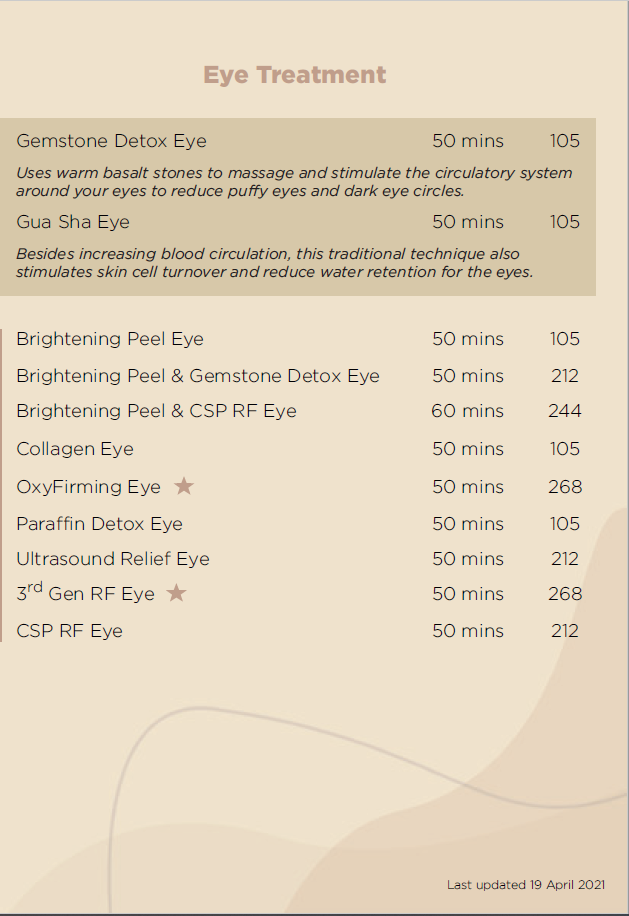 Eye Treatment
Gemstone Detox Eye 50 mins 105
Uses warm basalt stones to massage and stimulate the circulatory system
around your eyes to reduce puffy eyes and dark eye circles.
Gua Sha Eye 50 mins 105
Besides increasing blood circulation, this traditional technique also
stimulates skin cell turnover and reduce water retention for the eyes.
Brightening Peel Eye 50 mins 105
Brightening Peel & Gemstone Detox Eye 50 mins 212
Brightening Peel & CSP RF Eye 60 mins 244
Collagen Eye 50 mins 105
OxyFirming Eye ★ 50 mins 268
Paraffin Detox Eye 50 mins 105
Ultrasound Relief Eye 50 mins 212
3rd Gen RF Eye ★ 50 mins 268
CSP RF Eye 50 mins 212
Last updated 19 April 2021